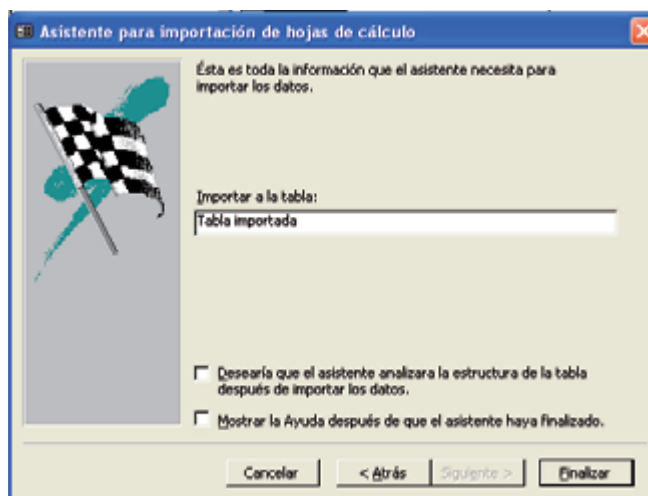 Asistente para importación de hojas de cálculo
Ésta es toda la información que el asistente necesita para
importar los datos.
Importar a la tabla:
Tabla importada
Desearía que el asistente analizara la estructura de la tabla
después de importar los datos.
Mostrar la Ayuda después de que el asistente haya finalizado.
Cancelar < Atrás Siguiente > Finalizar